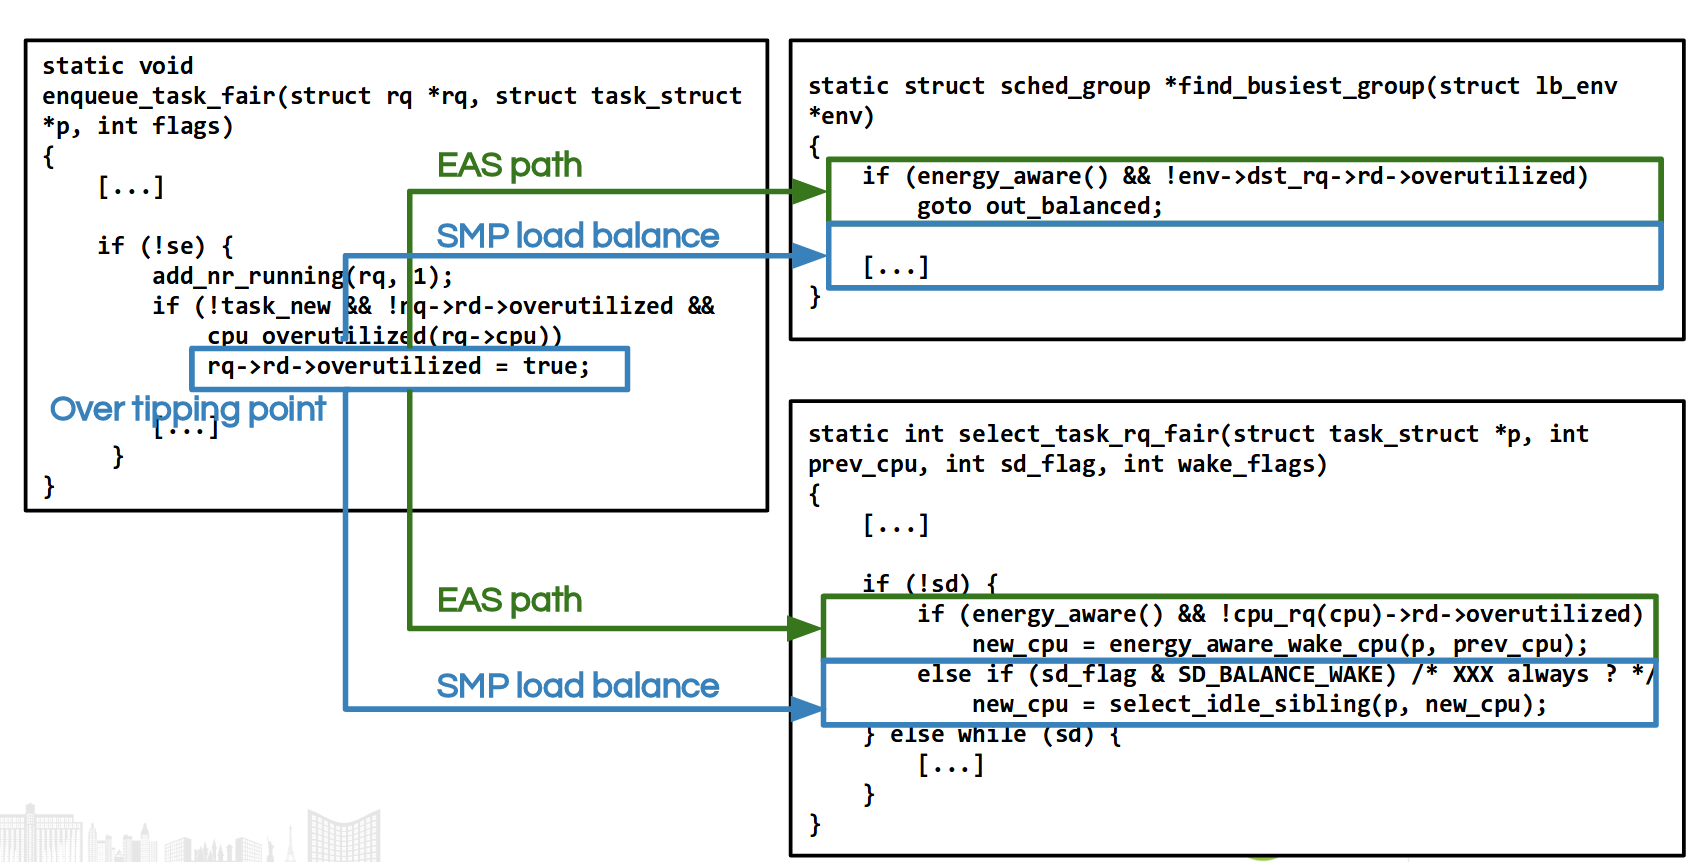 static void
enqueue_task_fair(struct rq *rq, struct task_struct
*p, int flags)
{
    [...]
    if (!se) {
        add_nr_running(rq, 1);
        if (!task_new && !rq->rd->overutilized &&
            cpu_overutilized(rq->cpu))
            rq->rd->overutilized = true;
Over tipping point
        [...]
     }
}
EAS path
SMP load balance
static struct sched_group *find_busiest_group(struct lb_env
*env)
{
    if (energy_aware() && !env->dst_rq->rd->overutilized)
        goto out_balanced;
    [...]
}
EAS path
SMP load balance
static int select_task_rq_fair(struct task_struct *p, int
prev_cpu, int sd_flag, int wake_flags)
{
    [...]
    if (!sd) {
        if (energy_aware() && !cpu_rq(cpu)->rd->overutilized)
            new_cpu = energy_aware_wake_cpu(p, prev_cpu);
        else if (sd_flag & SD_BALANCE_WAKE) /* XXX always ? */
            new_cpu = select_idle_sibling(p, new_cpu);
    } else while (sd) {
        [...]
    }
}